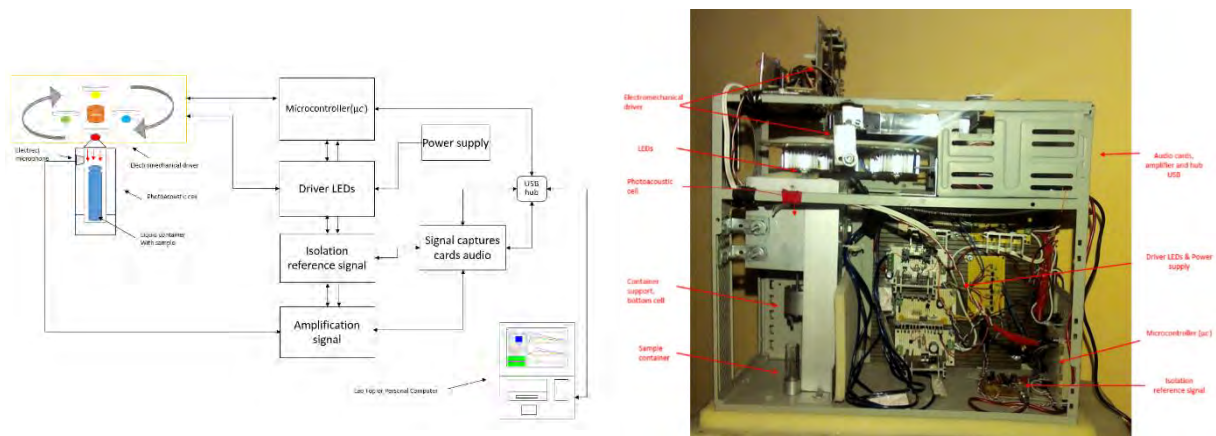 Microcontroller(µc)
Power supply
Electrect
microphone
Electromechanical driver
Driver LEDs
USB
hub
Photoacoustic cell
Liquid container
With sample
Isolation
reference signal
Signal captures
cards audio
Amplification
signal
Lap Top or Personal Computer
Electromechanical
driver
LEDs
Photoacoustic
cell
Container
support,
bottom cell
Sample
container
Audio cards,
amplifier and hub
USB
Driver LEDs & Power
supply
Microcontroller (µc)
Isolation
reference signal